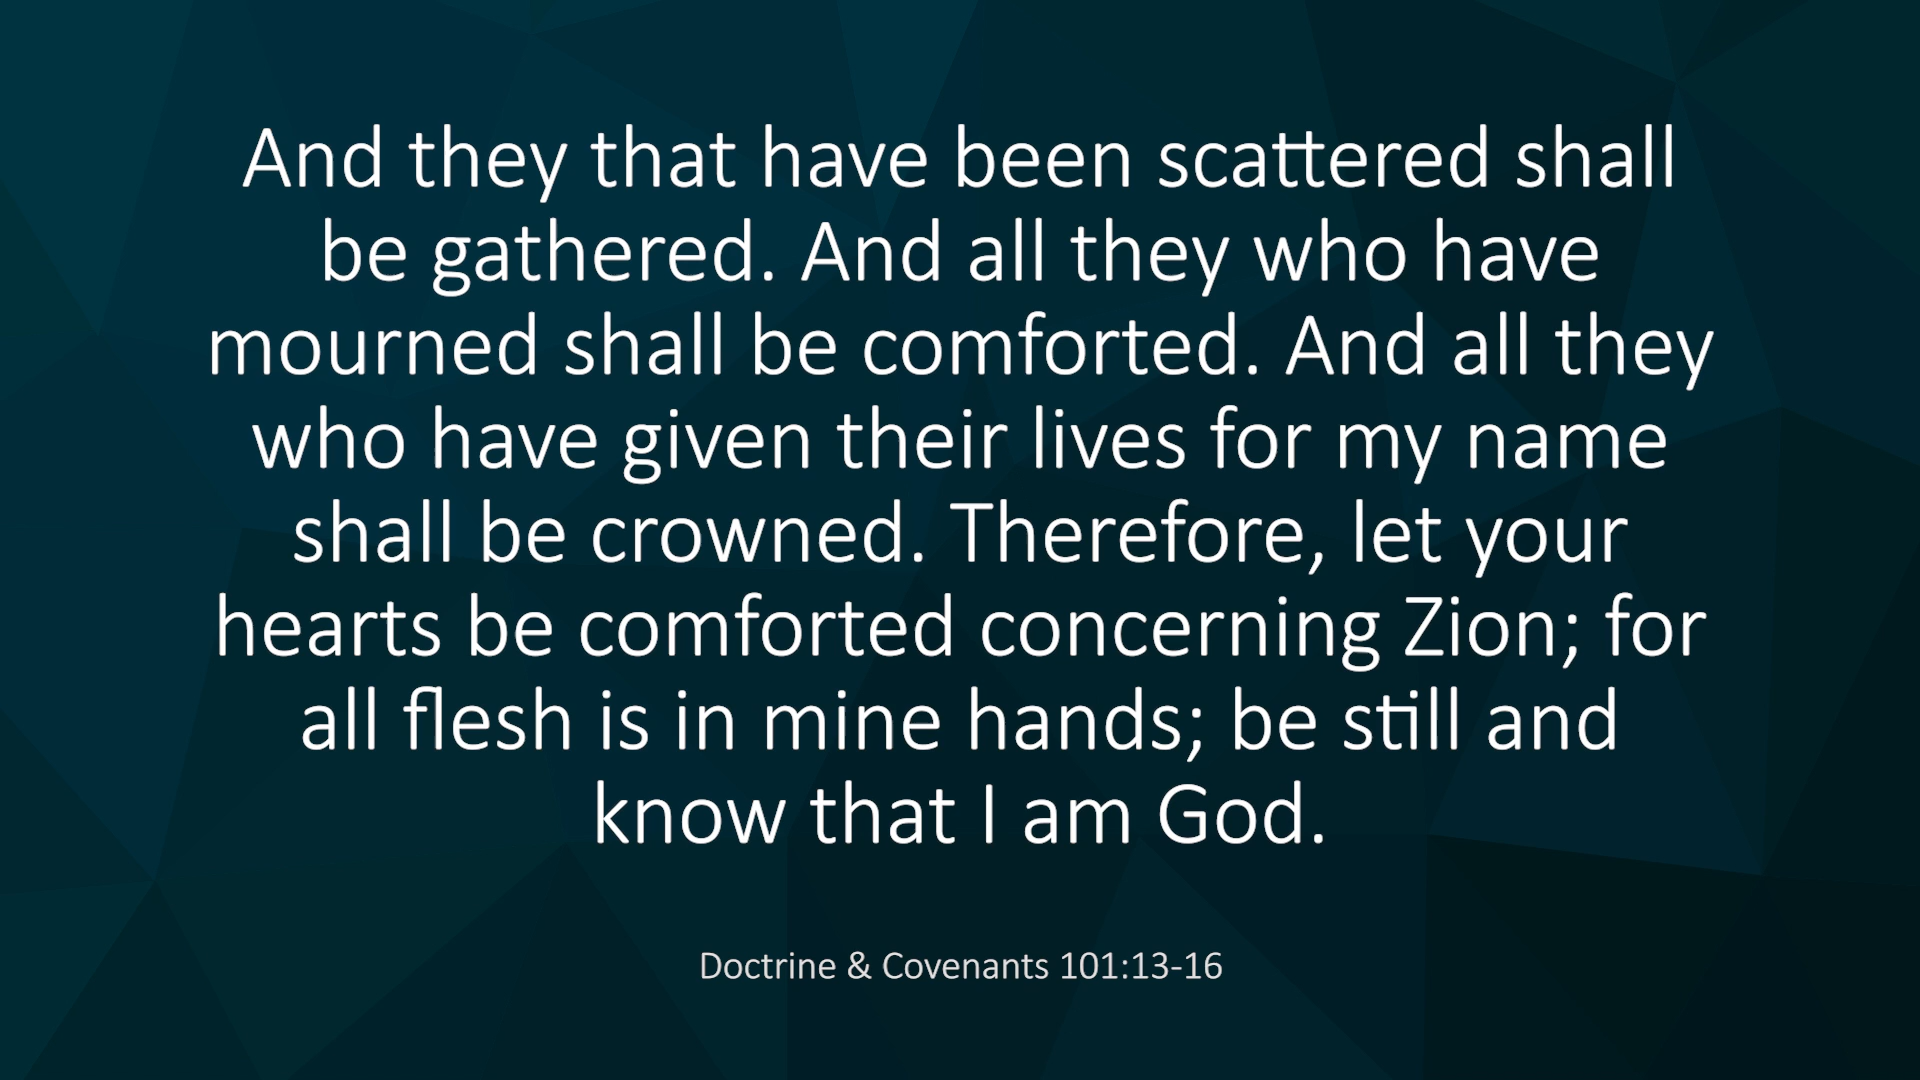 And they that have been scattered shall
be gathered. And all they who have
mourned shall be comforted. And all they
who have given their lives for my name
shall be crowned. Therefore, let your
hearts be comforted concerning Zion; for
all flesh is in mine hands; be still and
know that I am God.
Doctrine & Covenants 101:13-16